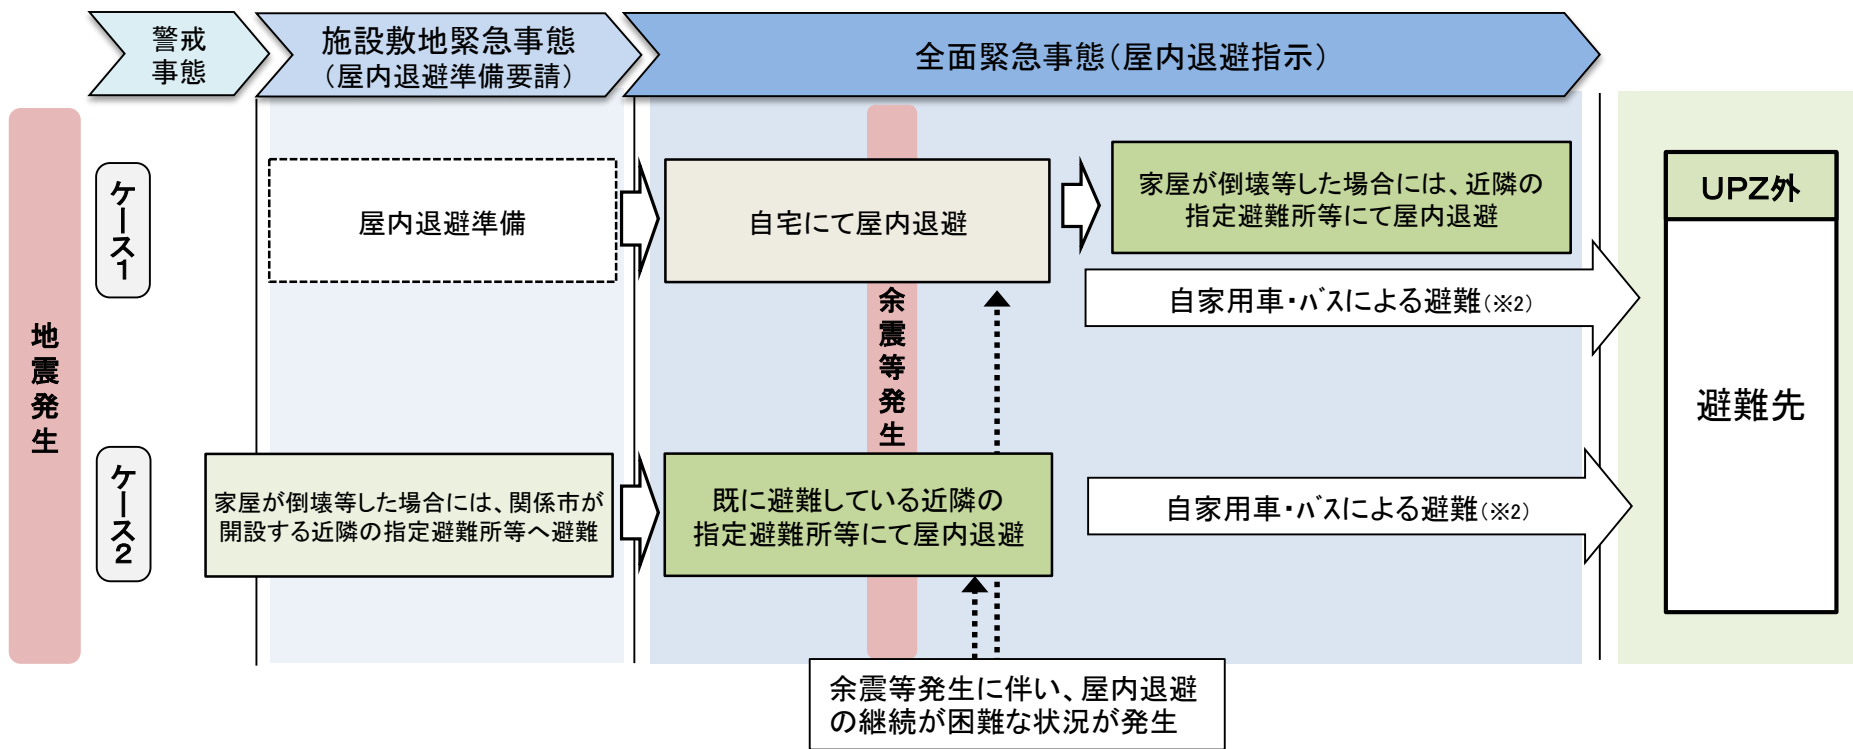 警戒
事態
施設敷地緊急事態
（屋内退避準備要請）
全面緊急事態（屋内退避指示）
地震発生
ケース１
屋内退避準備
自宅にて屋内退避
家屋が倒壊等した場合には、近隣の
指定避難所等にて屋内退避
自家用車・バスによる避難（※2）
余震等発生
ケース２
家屋が倒壊等した場合には、関係市が
開設する近隣の指定避難所等へ避難
既に避難している近隣の
指定避難所等にて屋内退避
自家用車・バスによる避難（※2）
UPZ外
避難先
余震等発生に伴い、屋内退避
の継続が困難な状況が発生